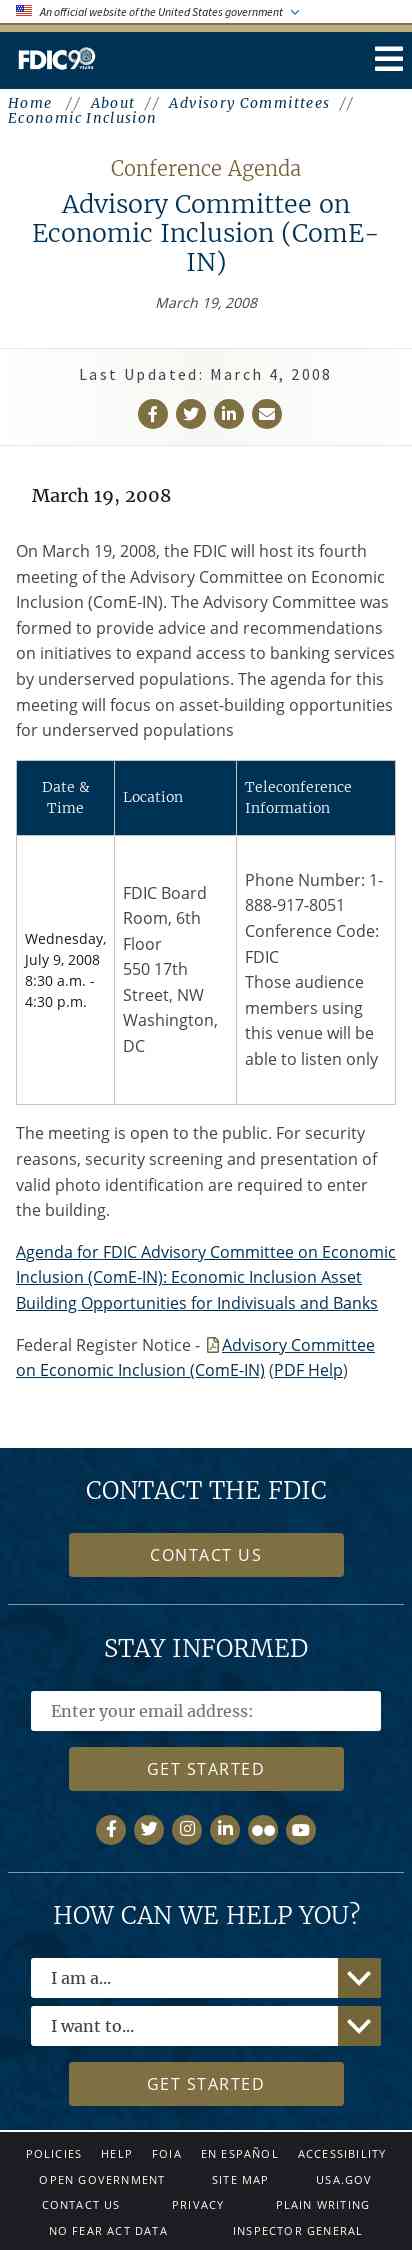 An official website of the United States government
FDIC 90 YEARS
Home // About // Advisory Committees //
Economic Inclusion
Conference Agenda
Advisory Committee on
Economic Inclusion (ComE-
IN)
March 19, 2008
Last Updated: March 4, 2008
March 19, 2008
On March 19, 2008, the FDIC will host its fourth
meeting of the Advisory Committee on Economic
Inclusion (ComE-IN). The Advisory Committee was
formed to provide advice and recommendations
on initiatives to expand access to banking services
by underserved populations. The agenda for this
meeting will focus on asset-building opportunities
for underserved populations
Date &
Time
Location
Teleconference
Information
Wednesday,
July 9, 2008
8:30 a.m. -
4:30 p.m.
FDIC Board
Room, 6th
Floor
550 17th
Street, NW
Washington,
DC
Phone Number: 1-
888-917-8051
Conference Code:
FDIC
Those audience
members using
this venue will be
able to listen only
The meeting is open to the public. For security
reasons, security screening and presentation of
valid photo identification are required to enter
the building.
Agenda for FDIC Advisory Committee on Economic
Inclusion (ComE-IN): Economic Inclusion Asset
Building Opportunities for Indivisuals and Banks
Federal Register Notice - Advisory Committee
on Economic Inclusion (ComE-IN) (PDF Help)
CONTACT THE FDIC
CONTACT US
STAY INFORMED
Enter your email address:
GET STARTED
HOW CAN WE HELP YOU?
I am a...
I want to...
GET STARTED
POLICIES HELP FOIA EN ESPAÑOL ACCESSIBILITY
OPEN GOVERNMENT SITE MAP USA.GOV
CONTACT US PRIVACY PLAIN WRITING
NO FEAR ACT DATA INSPECTOR GENERAL